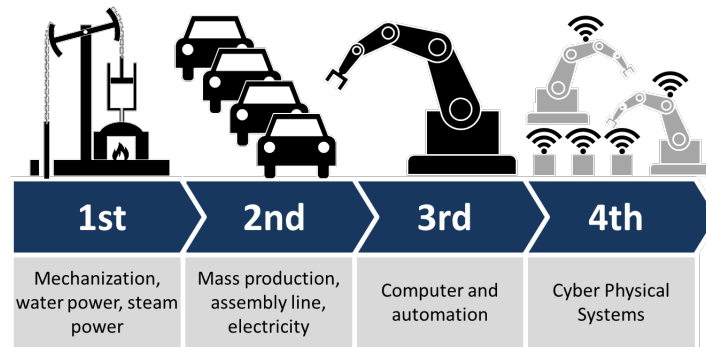 1st
2nd
3rd
4th
Mechanization,
water power, steam
power
Mass production,
assembly line,
electricity
Computer and
automation
Cyber Physical
Systems